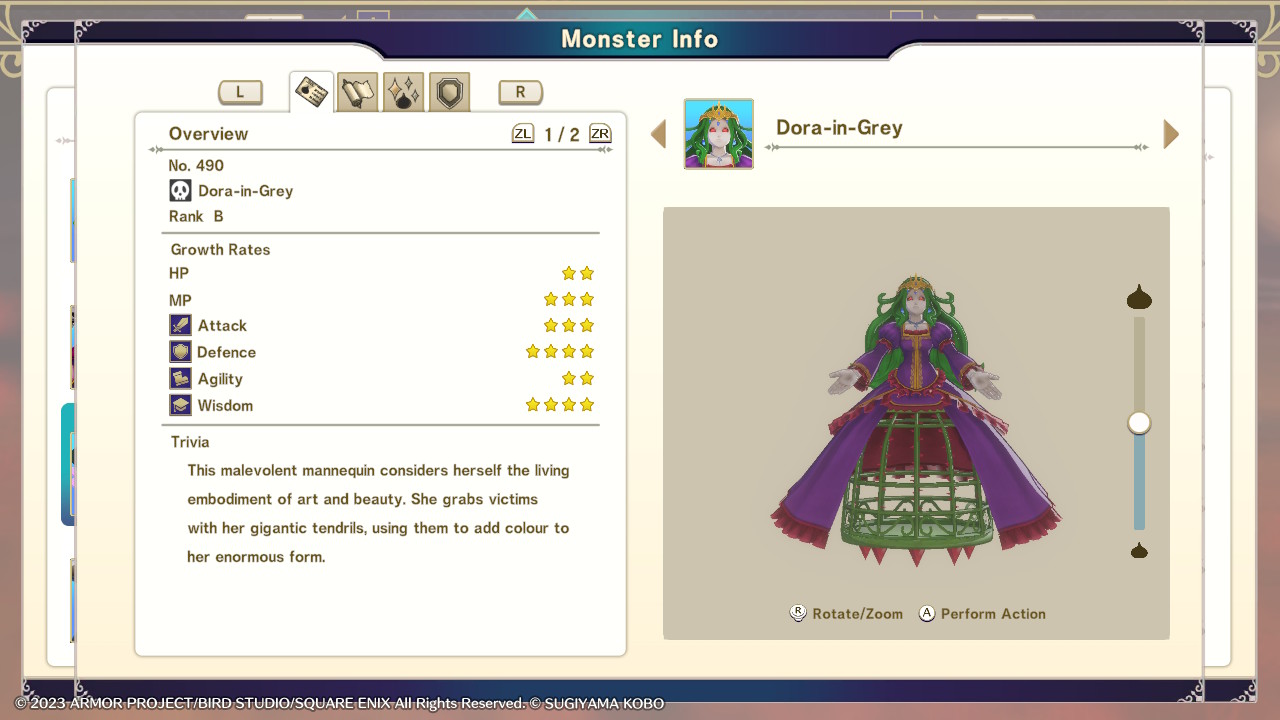 Monster Info
L
R
Overview
ZL 1 / 2 ZR
No. 490
Dora-in-Grey
Rank B
Growth Rates
HP
MP
Attack
Defence
Agility
Wisdom
Trivia
This malevolent mannequin considers herself the living
embodiment of art and beauty. She grabs victims
with her gigantic tendrils, using them to add colour to
her enormous form.
Dora-in-Grey
R Rotate/Zoom A Perform Action
© 2023 ARMOR PROJECT/BIRD STUDIO/SQUARE ENIX All Rights Reserved. © SUGIYAMA KOBO